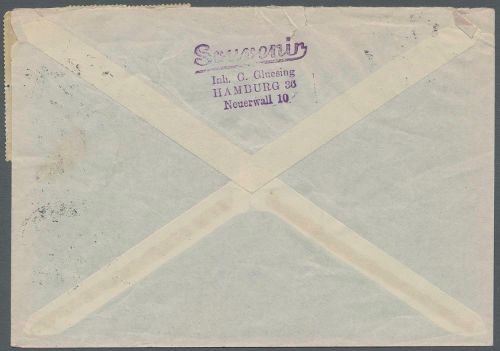 Souvenir
Inh. G. Gluesing
HAMBURG 36
Neuerwall 10